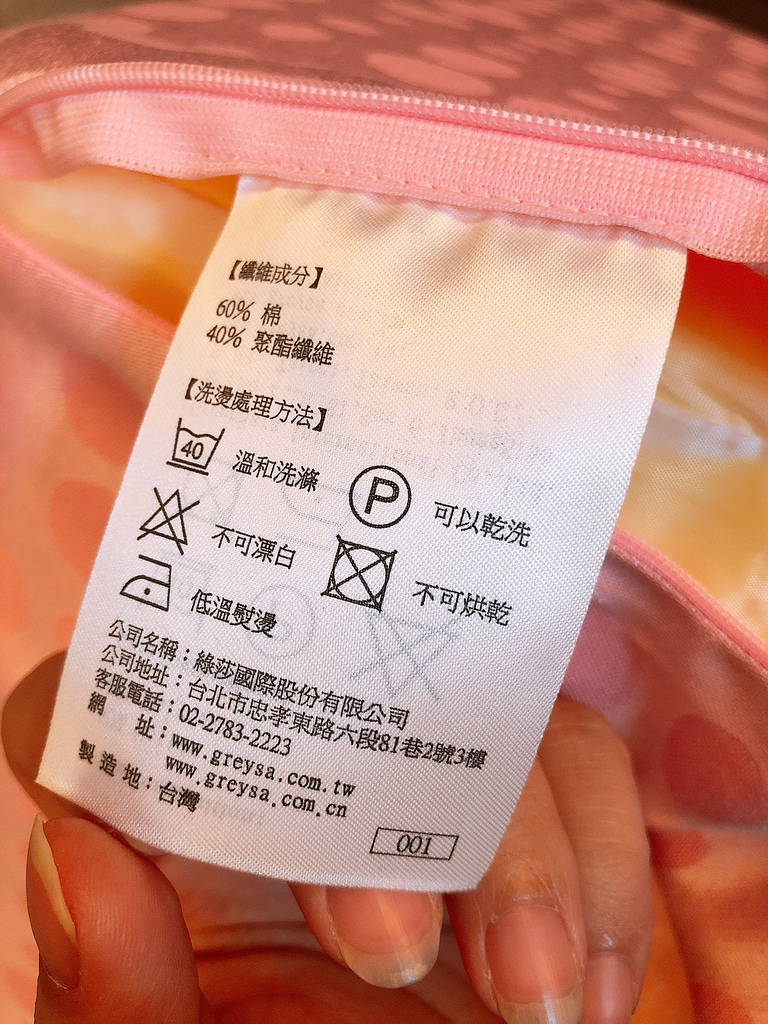 【纖維成分】
60% 棉
40% 聚酯纖維
【洗燙處理方法】
40 溫和洗滌
P 可以乾洗
不可漂白
不可烘乾
低溫熨燙
公司名稱：綠莎國際股份有限公司
公司地址：台北市忠孝東路六段81巷2號3樓
客服電話：02-2783-2223
網　　址：www.greysa.com.tw
www.greysa.com.cn
製 造 地：台灣
001